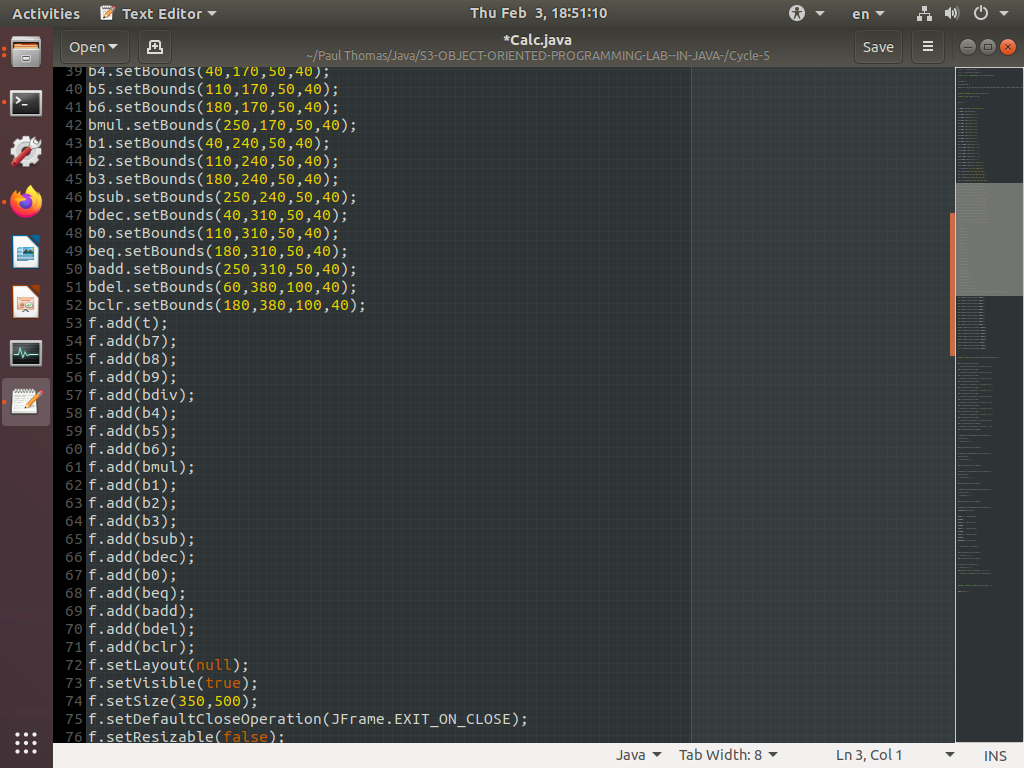 Activities Text Editor Thu Feb 3, 18:51:10 en
Open *Calc.java Save
~/Paul Thomas/Java/S3-OBJECT-ORIENTED-PROGRAMMING-LAB--IN-JAVA-/Cycle-5
39 b4.setBounds(40,170,50,40);
40 b5.setBounds(110,170,50,40);
41 b6.setBounds(180,170,50,40);
42 bmul.setBounds(250,170,50,40);
43 b1.setBounds(40,240,50,40);
44 b2.setBounds(110,240,50,40);
45 b3.setBounds(180,240,50,40);
46 bsub.setBounds(250,240,50,40);
47 bdec.setBounds(40,310,50,40);
48 b0.setBounds(110,310,50,40);
49 beq.setBounds(180,310,50,40);
50 badd.setBounds(250,310,50,40);
51 bdel.setBounds(60,380,100,40);
52 bclr.setBounds(180,380,100,40);
53 f.add(t);
54 f.add(b7);
55 f.add(b8);
56 f.add(b9);
57 f.add(bdiv);
58 f.add(b4);
59 f.add(b5);
60 f.add(b6);
61 f.add(bmul);
62 f.add(b1);
63 f.add(b2);
64 f.add(b3);
65 f.add(bsub);
66 f.add(bdec);
67 f.add(b0);
68 f.add(beq);
69 f.add(badd);
70 f.add(bdel);
71 f.add(bclr);
72 f.setLayout(null);
73 f.setVisible(true);
74 f.setSize(350,500);
75 f.setDefaultCloseOperation(JFrame.EXIT_ON_CLOSE);
76 f.setResizable(false);
Java Tab Width: 8 Ln 3, Col 1 INS